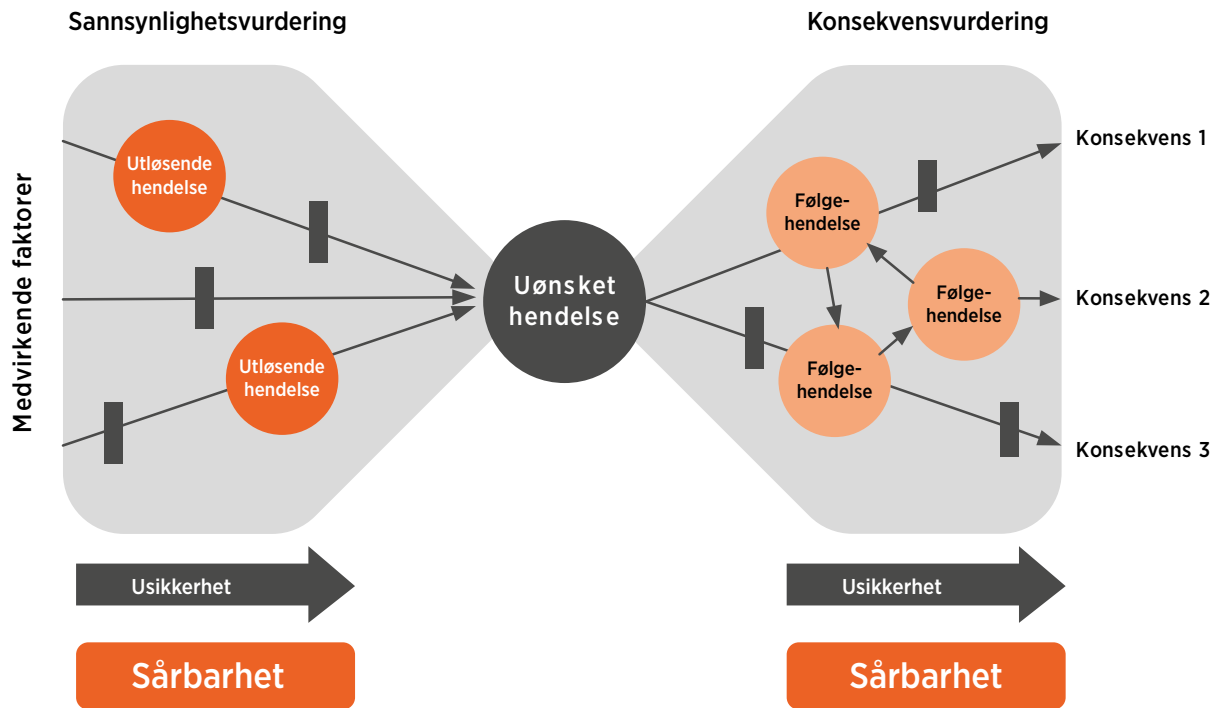 Sannsynlighetsvurdering
Konsekvensvurdering
Medvirkende faktorer
Utløsende
hendelse
Utløsende
hendelse
Uønsket
hendelse
Følge-
hendelse
Følge-
hendelse
Følge-
hendelse
Konsekvens 1
Konsekvens 2
Konsekvens 3
Usikkerhet
Usikkerhet
Sårbarhet
Sårbarhet